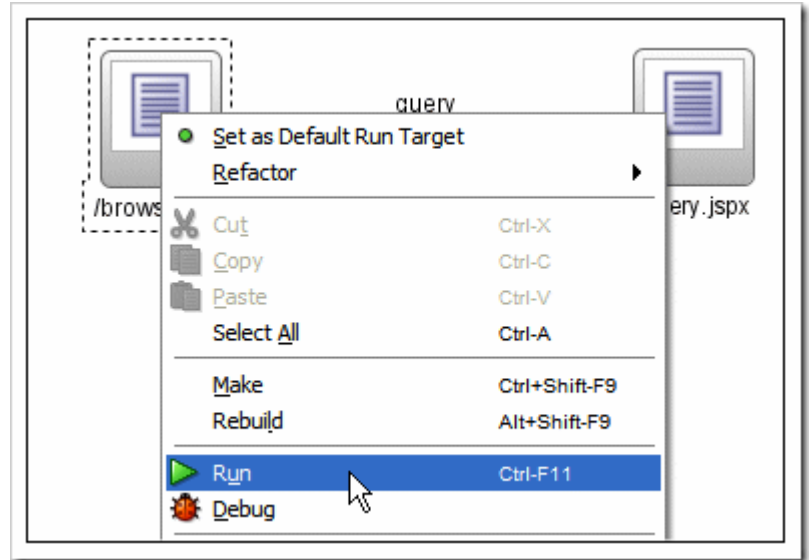 query
Set as Default Run Target
Refactor
/brows
ery.jspx
Cut Ctrl-X
Copy Ctrl-C
Paste Ctrl-V
Select All Ctrl-A
Make Ctrl+Shift-F9
Rebuild Alt+Shift-F9
Run Ctrl-F11
Debug